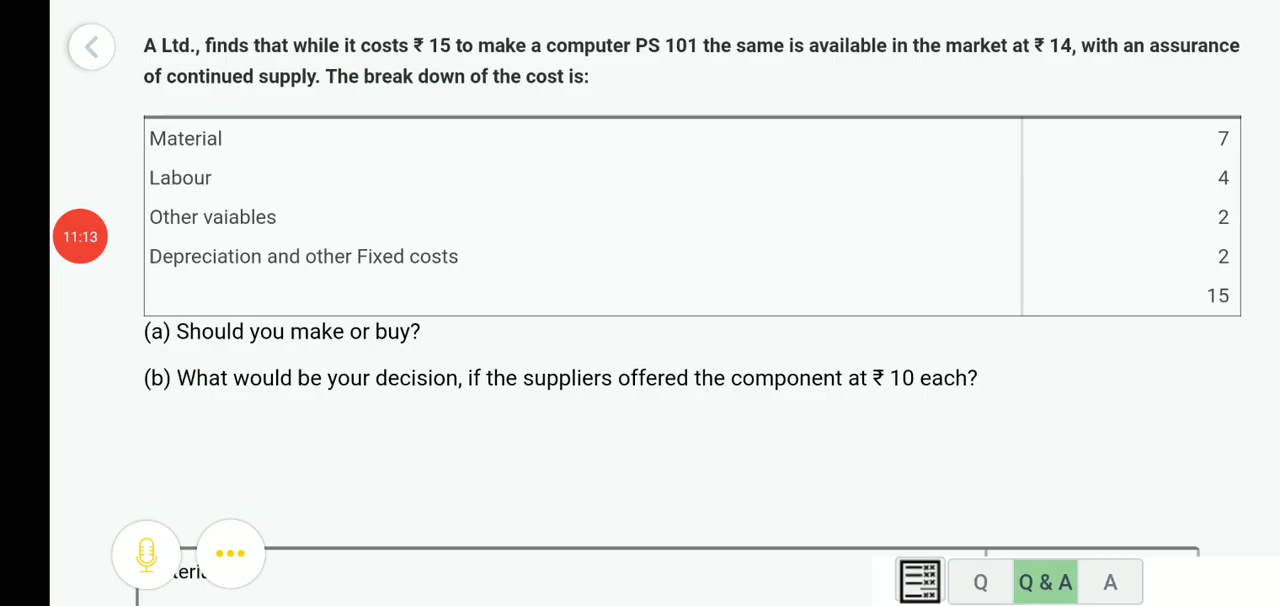 A Ltd., finds that while it costs ₹ 15 to make a computer PS 101 the same is available in the market at ₹ 14, with an assurance
of continued supply. The break down of the cost is:
Material 7
Labour 4
Other vaiables 2
11:13
Depreciation and other Fixed costs 2
15
(a) Should you make or buy?
(b) What would be your decision, if the suppliers offered the component at ₹ 10 each?
Q Q & A A